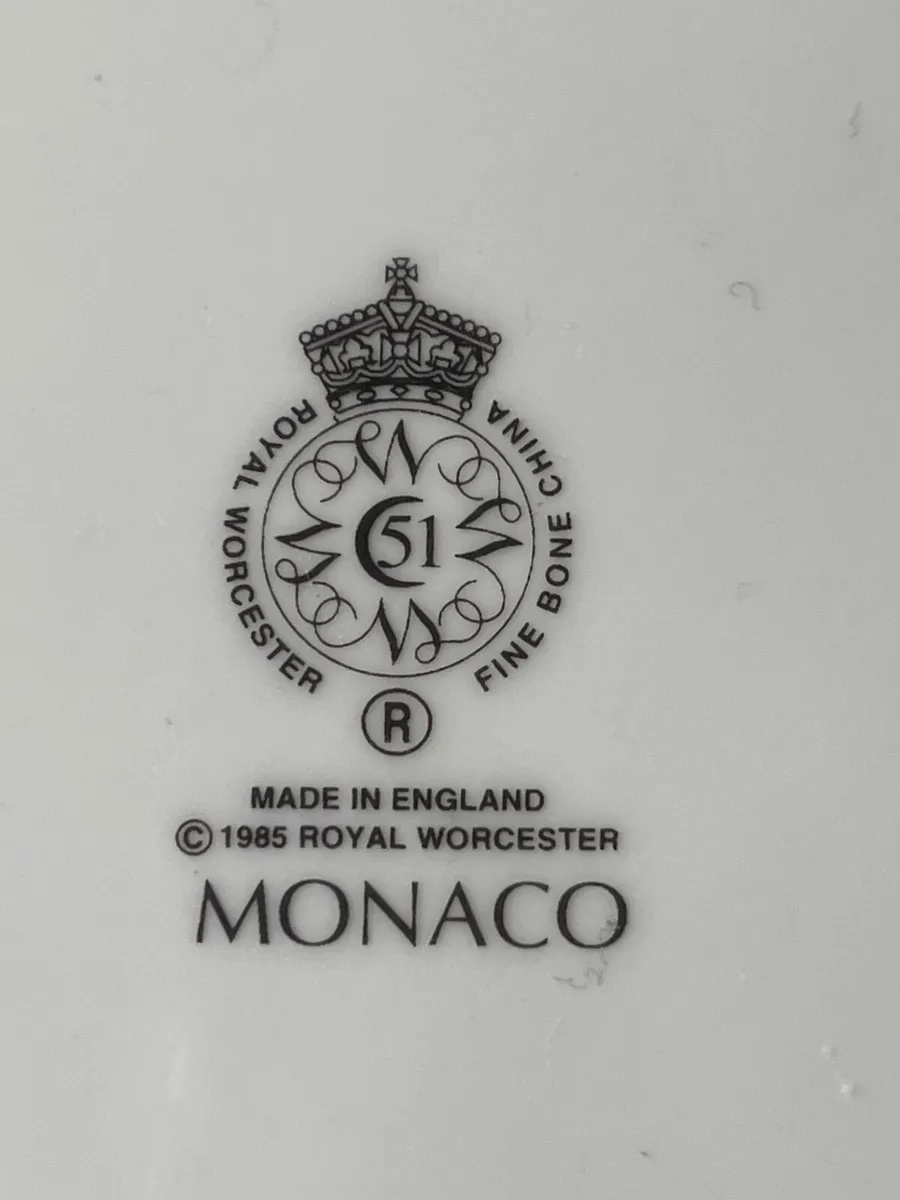 ROYAL WORCESTER
FINE BONE CHINA
W W W W
51
®
MADE IN ENGLAND
© 1985 ROYAL WORCESTER
MONACO